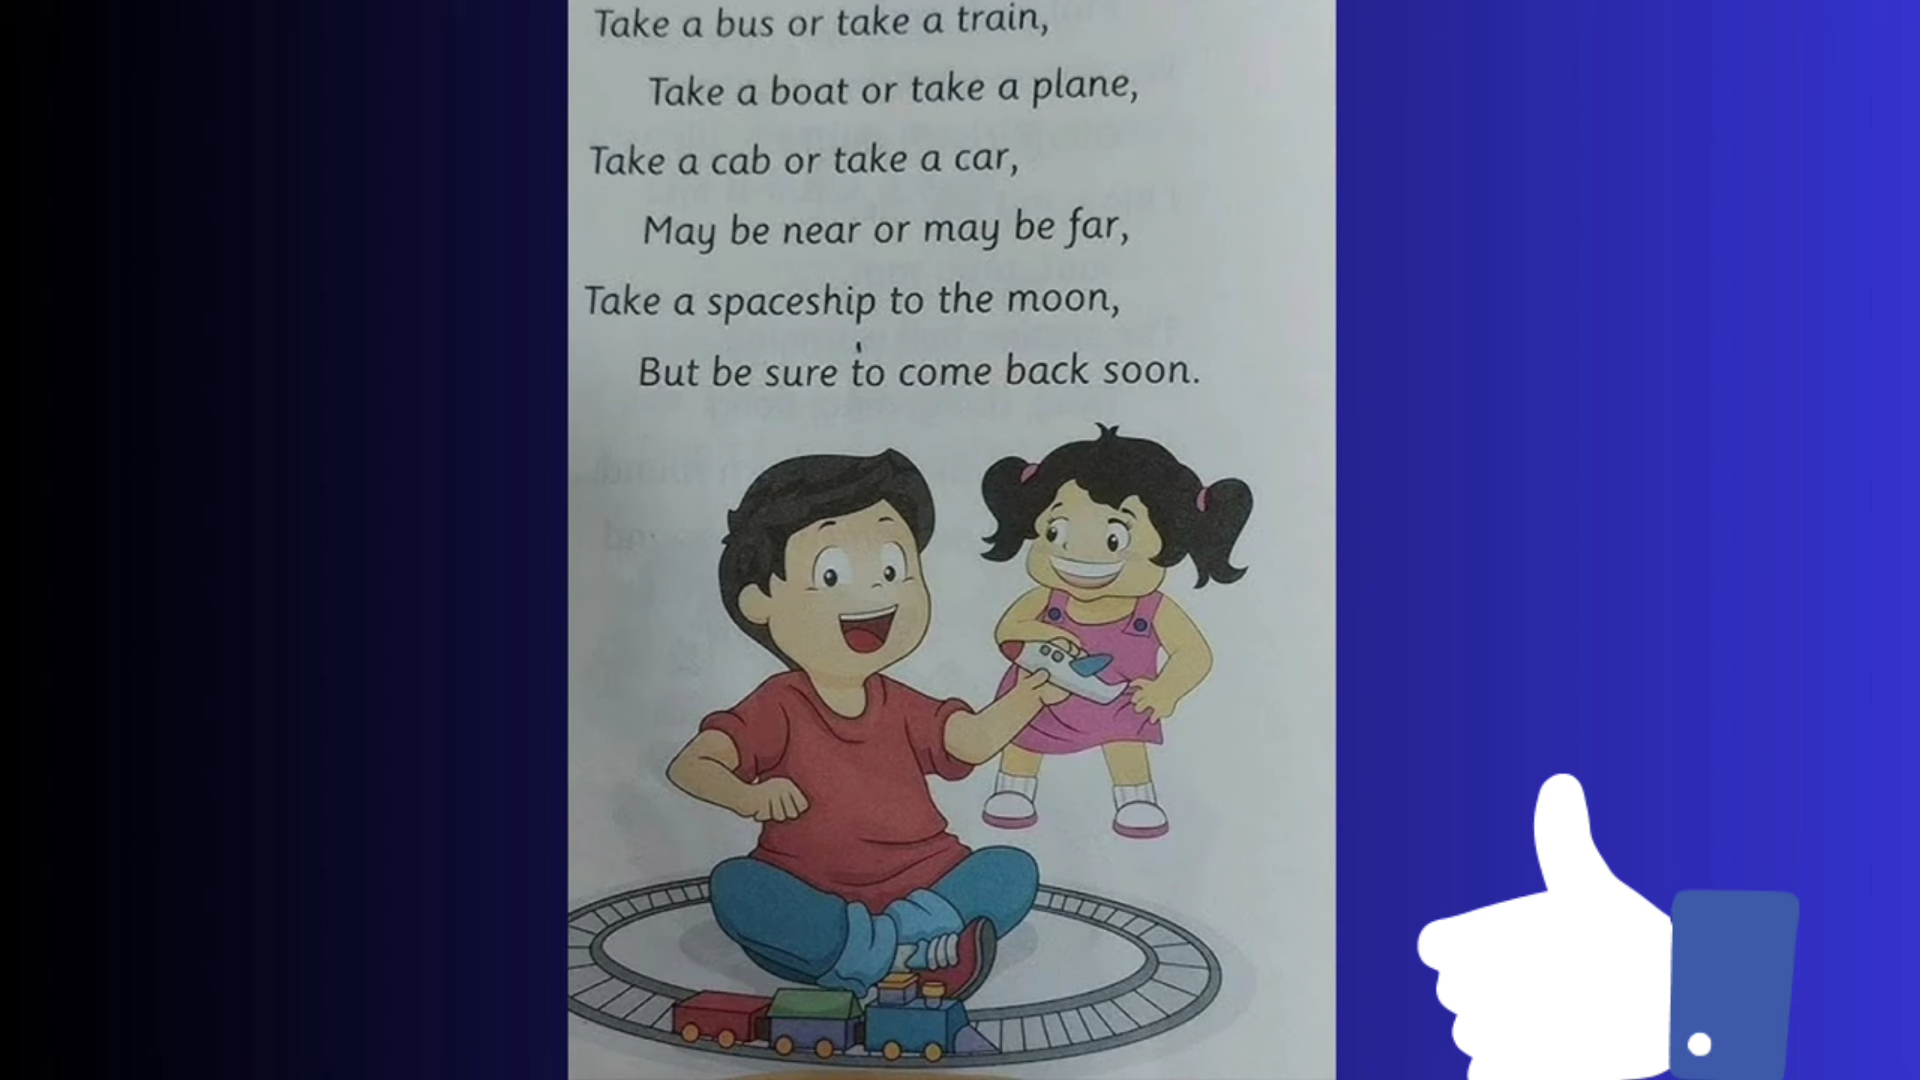 Take a bus or take a train,
Take a boat or take a plane,
Take a cab or take a car,
May be near or may be far,
Take a spaceship to the moon,
But be sure to come back soon.